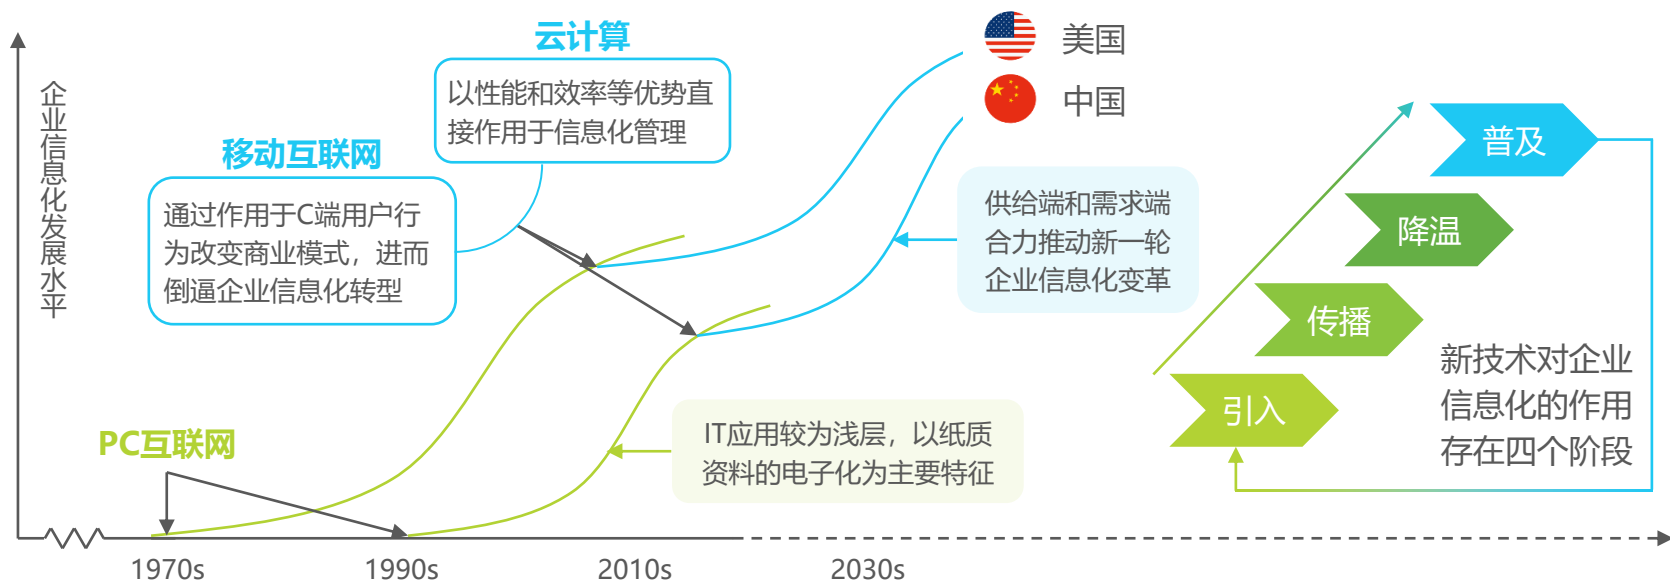 企业信息化发展水平
云计算
以性能和效率等优势直
接作用于信息化管理
移动互联网
通过作用于C端用户行
为改变商业模式，进而
倒逼企业信息化转型
PC互联网
美国
中国
供给端和需求端
合力推动新一轮
企业信息化变革
IT应用较为浅层，以纸质
资料的电子化为主要特征
1970s
1990s
2010s
2030s
普及
降温
传播
引入
新技术对企业
信息化的作用
存在四个阶段